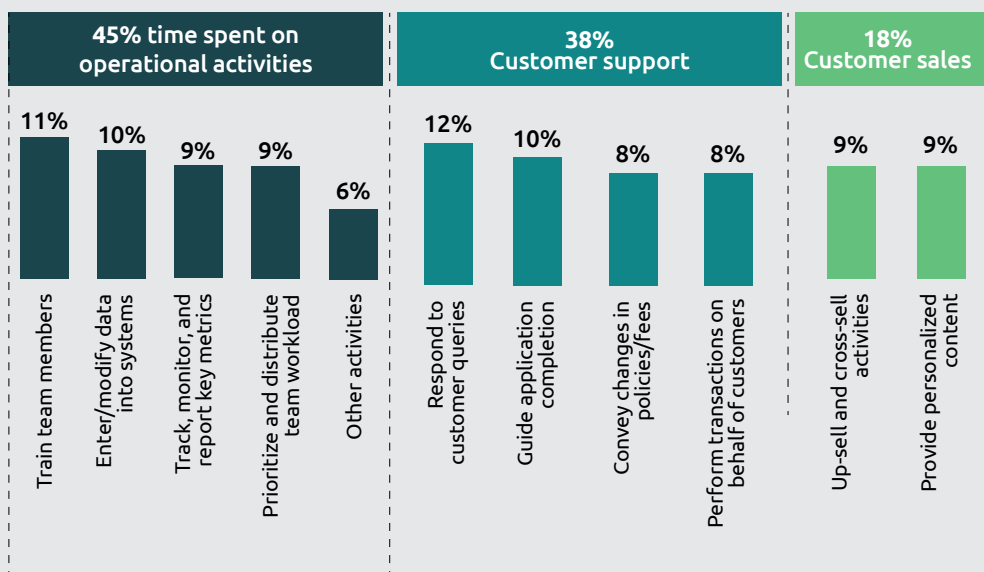 45% time spent on
operational activities
38%
Customer support
18%
Customer sales
11%
10%
9%
9%
6%
12%
10%
8%
8%
9%
9%
Train team members
Enter/modify data
into systems
Track, monitor, and
report key metrics
Prioritize and distribute
team workload
Other activities
Respond to
customer queries
Guide application
completion
Convey changes in
policies/fees
Perform transactions on
behalf of customers
Up-sell and cross-sell
activities
Provide personalized
content